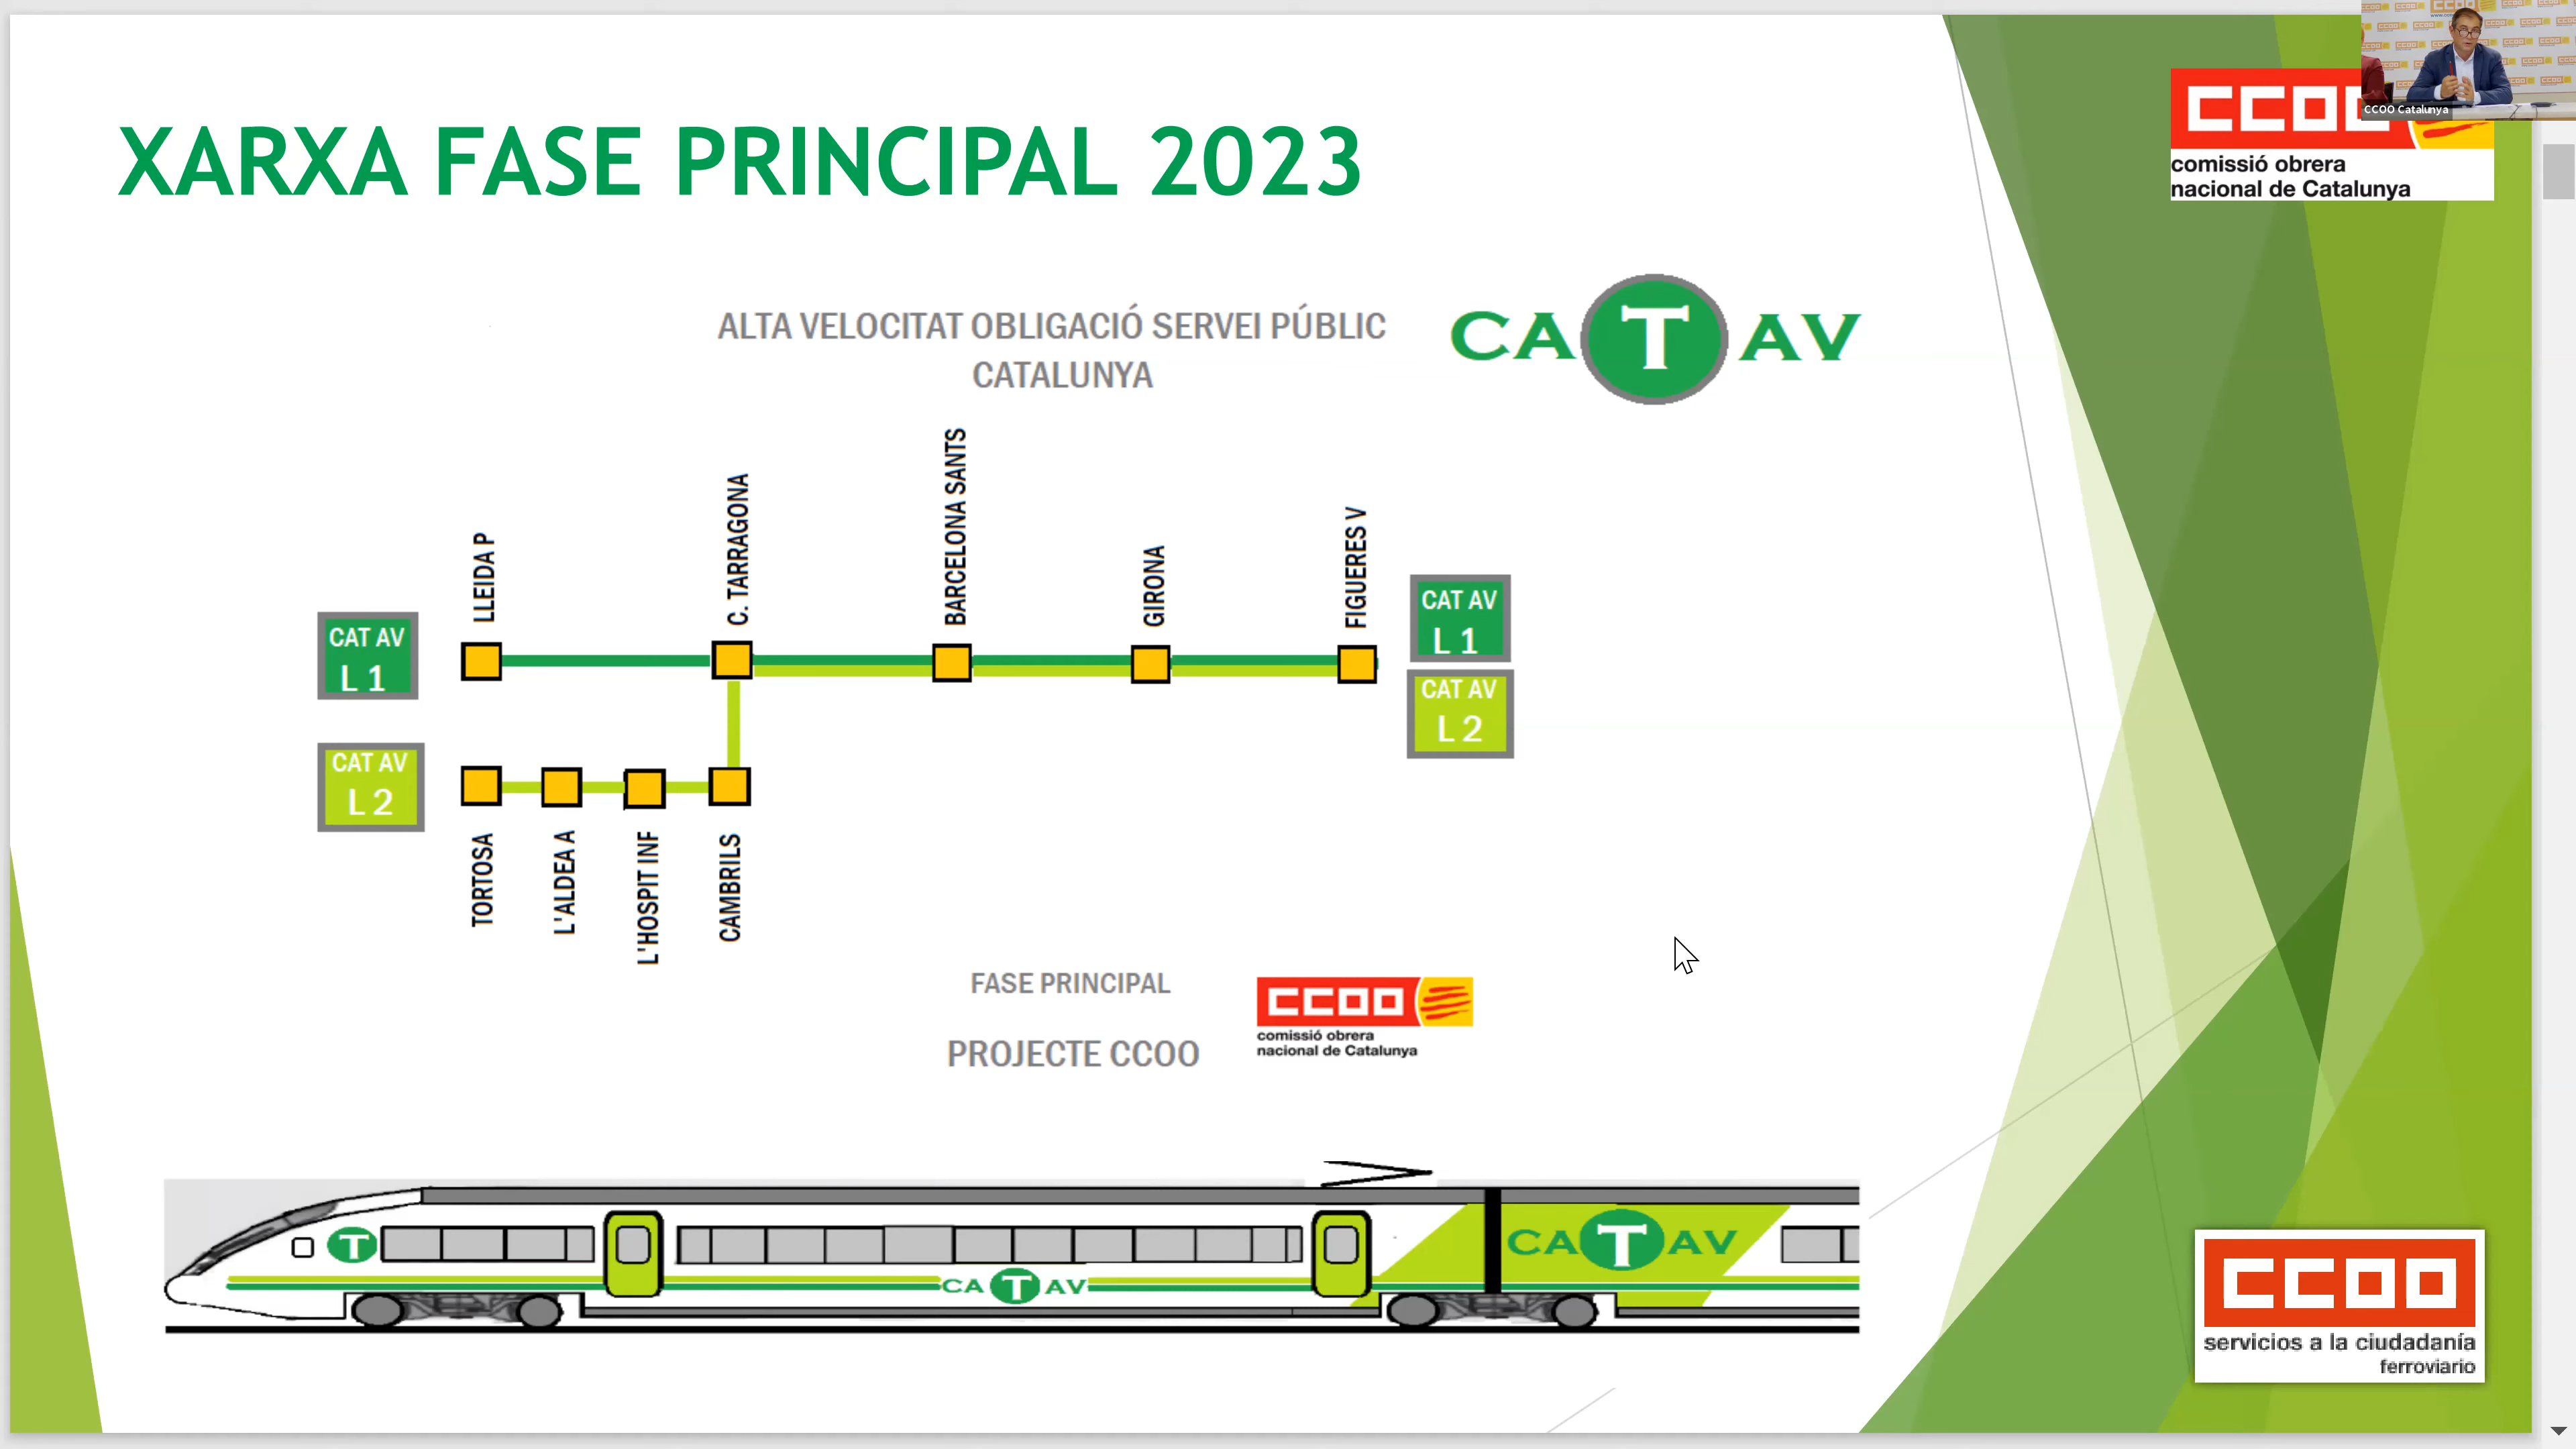 XARXA FASE PRINCIPAL 2023
CCOO Catalunya
CCOO
comissió obrera
nacional de Catalunya
ALTA VELOCITAT OBLIGACIÓ SERVEI PÚBLIC
CATALUNYA
CA T AV
LLEIDA P
C. TARRAGONA
BARCELONA SANTS
GIRONA
FIGUERES V
CAT AV
L 1
CAT AV
L 1
CAT AV
L 2
CAT AV
L 2
TORTOSA
L'ALDEA A
L'HOSPIT INF
CAMBRILS
FASE PRINCIPAL
PROJECTE CCOO
CCOO
comissió obrera
nacional de Catalunya
T
CA T AV
CA T AV
CCOO
servicios a la ciudadanía
ferroviario